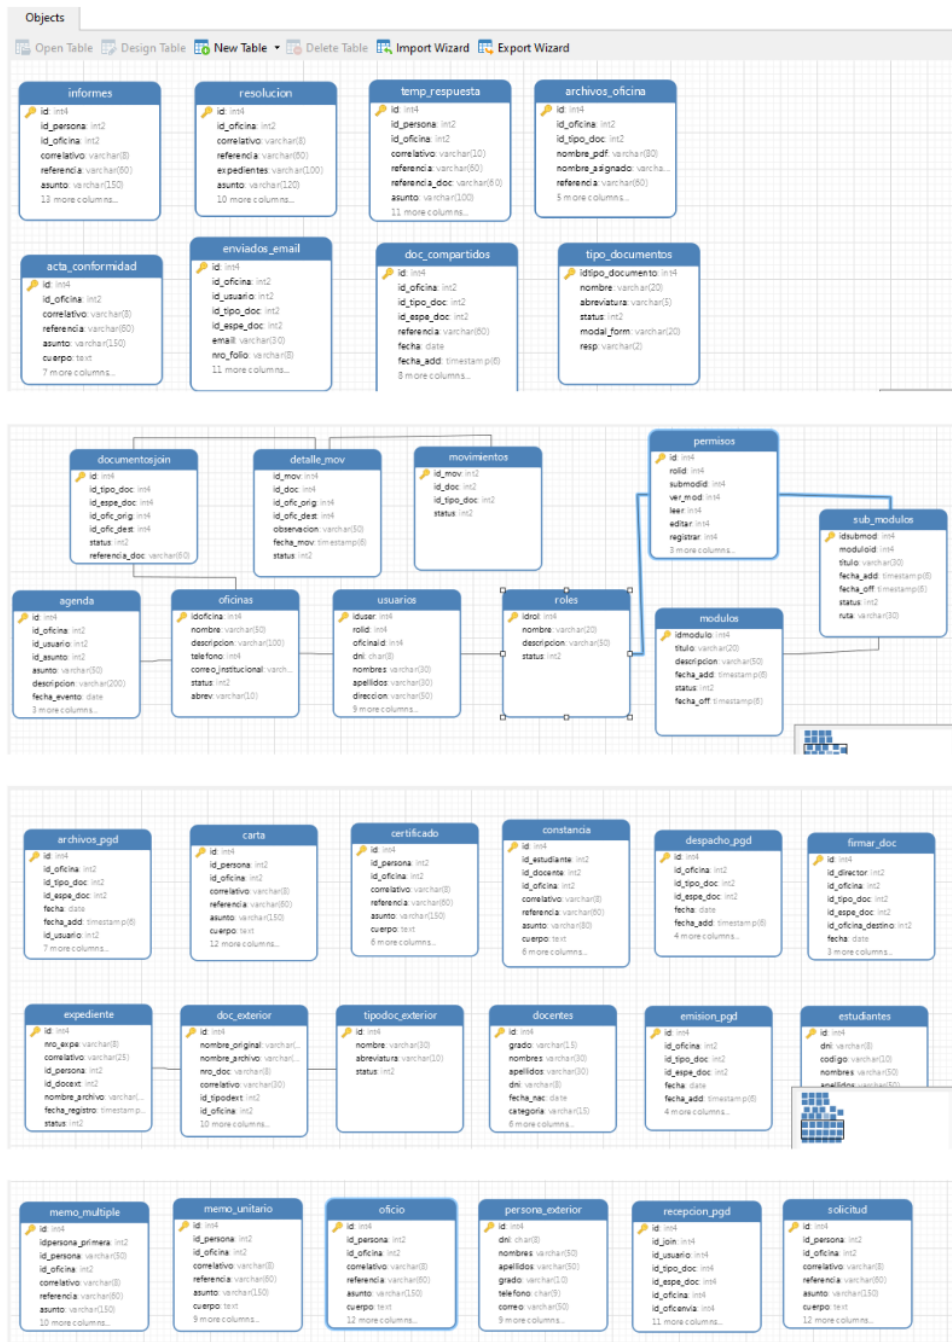 Objects
Open Table Design Table New Table Delete Table Import Wizard Export Wizard
informes
id: int4
id_persona: int2
id_oficina: int2
correlativo: varchar(8)
referencia: varchar(60)
asunto: varchar(150)
13 more columns...
resolucion
id: int4
id_oficina: int2
correlativo: varchar(8)
referencia: varchar(60)
expedientes: varchar(100)
asunto: varchar(120)
10 more columns...
temp_respuesta
id: int4
id_persona: int2
id_oficina: int2
correlativo: varchar(10)
referencia: varchar(60)
referencia_doc: varchar(60)
asunto: varchar(100)
11 more columns...
archivos_oficina
id: int4
id_oficina: int2
id_tipo_doc: int2
nombre_pdf: varchar(80)
nombre_asignado: varcha...
referencia: varchar(60)
5 more columns...
acta_conformidad
id: int4
id_oficina: int2
correlativo: varchar(8)
referencia: varchar(60)
asunto: varchar(150)
cuerpo: text
7 more columns...
enviados_email
id: int4
id_oficina: int2
id_usuario: int2
id_tipo_doc: int2
id_espe_doc: int2
email: varchar(30)
nro_folio: varchar(8)
11 more columns...
doc_compartidos
id: int4
id_oficina: int2
id_tipo_doc: int2
id_espe_doc: int2
referencia: varchar(60)
fecha: date
fecha_add: timestamp(6)
8 more columns...
tipo_documentos
idtipo_documento: int4
nombre: varchar(20)
abreviatura: varchar(5)
status: int2
modal_form: varchar(20)
resp: varchar(2)
documentosjoin
id: int4
id_tipo_doc: int4
id_espe_doc: int4
id_ofic_orig: int4
id_ofic_dest: int4
status: int2
referencia_doc: varchar(60)
detalle_mov
id_mov: int4
id_doc: int4
id_ofic_orig: int4
id_ofic_dest: int4
observacion: varchar(50)
fecha_mov: timestamp(6)
status: int2
movimientos
id_mov: int2
id_doc: int2
id_tipo_doc: int2
status: int2
permisos
id: int4
rolid: int4
submodid: int4
ver_mod: int4
leer: int4
editar: int4
registrar: int4
3 more columns...
sub_modulos
idsubmod: int4
moduloid: int4
titulo: varchar(30)
fecha_add: timestamp(6)
fecha_off: timestamp(6)
status: int2
ruta: varchar(30)
agenda
id: int4
id_oficina: int2
id_usuario: int2
id_asunto: int2
asunto: varchar(50)
descripcion: varchar(200)
fecha_evento: date
3 more columns...
oficinas
idoficina: int4
nombre: varchar(50)
descripcion: varchar(100)
telefono: int4
correo_institucional: varch...
status: int2
abrev: varchar(10)
usuarios
iduser: int4
rolid: int4
oficinaid: int4
dni: char(8)
nombres: varchar(30)
apellidos: varchar(30)
direccion: varchar(50)
9 more columns...
roles
idrol: int4
nombre: varchar(20)
descripcion: varchar(50)
status: int2
modulos
idmodulo: int4
titulo: varchar(20)
descripcion: varchar(50)
fecha_add: timestamp(6)
status: int2
fecha_off: timestamp(6)
archivos_pgd
id: int4
id_oficina: int2
id_tipo_doc: int2
id_espe_doc: int2
fecha: date
fecha_add: timestamp(6)
id_usuario: int2
7 more columns...
carta
id: int4
id_persona: int2
id_oficina: int2
correlativo: varchar(8)
referencia: varchar(60)
asunto: varchar(150)
cuerpo: text
12 more columns...
certificado
id: int4
id_persona: int2
id_oficina: int2
correlativo: varchar(8)
referencia: varchar(60)
asunto: varchar(150)
cuerpo: text
6 more columns...
constancia
id: int4
id_estudiante: int2
id_docente: int2
id_oficina: int2
correlativo: varchar(8)
referencia: varchar(60)
asunto: varchar(80)
cuerpo: text
6 more columns...
despacho_pgd
id: int4
id_oficina: int2
id_tipo_doc: int2
id_espe_doc: int2
fecha: date
fecha_add: timestamp(6)
4 more columns...
firmar_doc
id: int4
id_director: int2
id_oficina: int2
id_tipo_doc: int2
id_espe_doc: int2
id_oficina_destino: int2
fecha: date
3 more columns...
expediente
id: int4
nro_expe: varchar(8)
correlativo: varchar(25)
id_persona: int2
id_docext: int2
nombre_archivo: varchar(...
fecha_registro: timestamp...
status: int2
doc_exterior
id: int4
nombre_original: varchar(...
nombre_archivo: varchar(...
nro_doc: varchar(8)
correlativo: varchar(30)
id_tipodext: int2
id_oficina: int2
10 more columns...
tipodoc_exterior
id: int4
nombre: varchar(30)
abreviatura: varchar(10)
status: int2
docentes
id: int4
grado: varchar(15)
nombres: varchar(30)
apellidos: varchar(30)
dni: varchar(8)
fecha_nac: date
categoria: varchar(15)
6 more columns...
emision_pgd
id: int4
id_oficina: int2
id_tipo_doc: int2
id_espe_doc: int2
fecha: date
fecha_add: timestamp(6)
4 more columns...
estudiantes
id: int4
dni: varchar(8)
codigo: varchar(10)
nombres: varchar(50)
apellidos: varchar(50)
memo_multiple
id: int4
idpersona_primera: int2
id_persona: varchar(50)
id_oficina: int2
correlativo: varchar(8)
referencia: varchar(60)
asunto: varchar(150)
10 more columns...
memo_unitario
id: int4
id_persona: int2
id_oficina: int2
correlativo: varchar(8)
referencia: varchar(60)
asunto: varchar(150)
cuerpo: text
9 more columns...
oficio
id: int4
id_persona: int2
id_oficina: int2
correlativo: varchar(8)
referencia: varchar(60)
asunto: varchar(150)
cuerpo: text
12 more columns...
persona_exterior
id: int4
dni: char(8)
nombres: varchar(50)
apellidos: varchar(50)
grado: varchar(10)
telefono: char(9)
correo: varchar(50)
9 more columns...
recepcion_pgd
id: int4
id_join: int4
id_usuario: int4
id_tipo_doc: int4
id_espe_doc: int4
id_oficina: int4
id_oficenvia: int4
11 more columns...
solicitud
id: int4
id_persona: int2
id_oficina: int2
correlativo: varchar(8)
referencia: varchar(60)
asunto: varchar(150)
cuerpo: text
12 more columns...